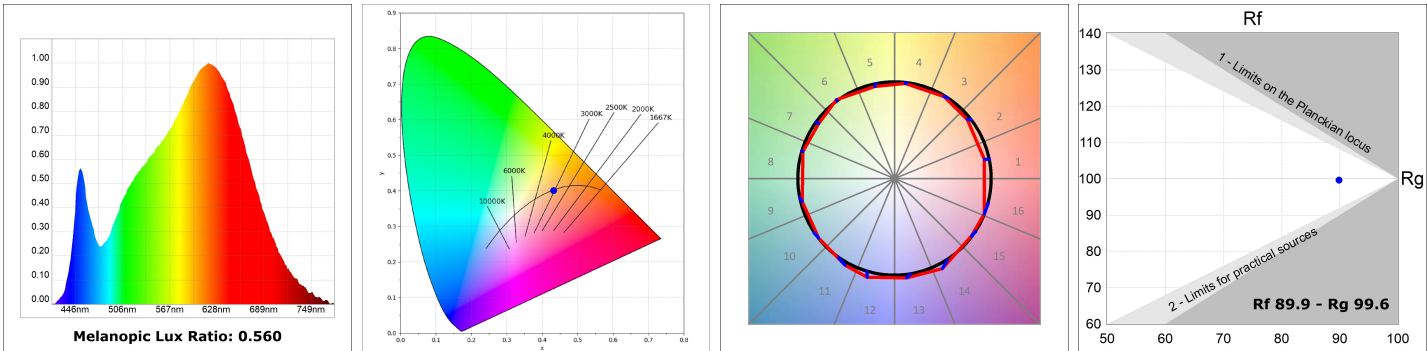 1.00
0.90
0.80
0.70
0.60
0.50
0.40
0.30
0.20
0.10
0.00
446nm 506nm 567nm 628nm 689nm 749nm
Melanopic Lux Ratio: 0.560
0.9
0.8
0.7
0.6
0.5
0.4
0.3
0.2
0.1
0.0
y
0.0 0.1 0.2 0.3 0.4 0.5 0.6 0.7 0.8
x
1667K
2000K
2500K
3000K
4000K
6000K
10000K
1
2
3
4
5
6
7
8
9
10
11
12
13
14
15
16
Rf
140
130
120
110
100
90
80
70
60
50 60 70 80 90 100
Rg
1 - Limits on the Planckian locus
2 - Limits for practical sources
Rf 89.9 - Rg 99.6